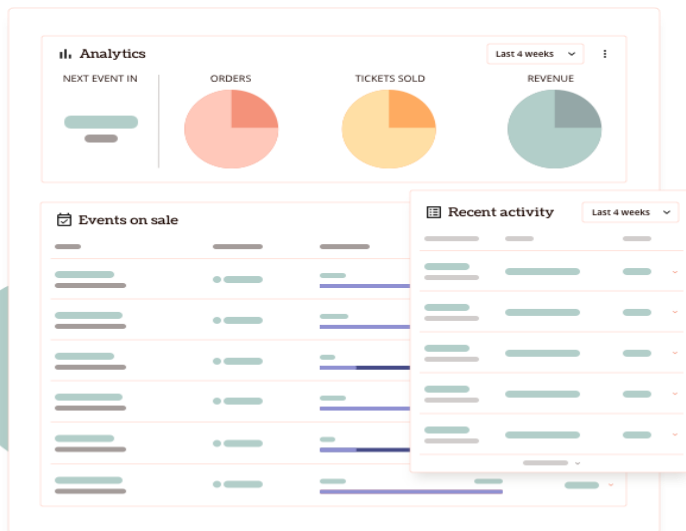 Analytics
Last 4 weeks
NEXT EVENT IN
ORDERS
TICKETS SOLD
REVENUE
Events on sale
Recent activity
Last 4 weeks